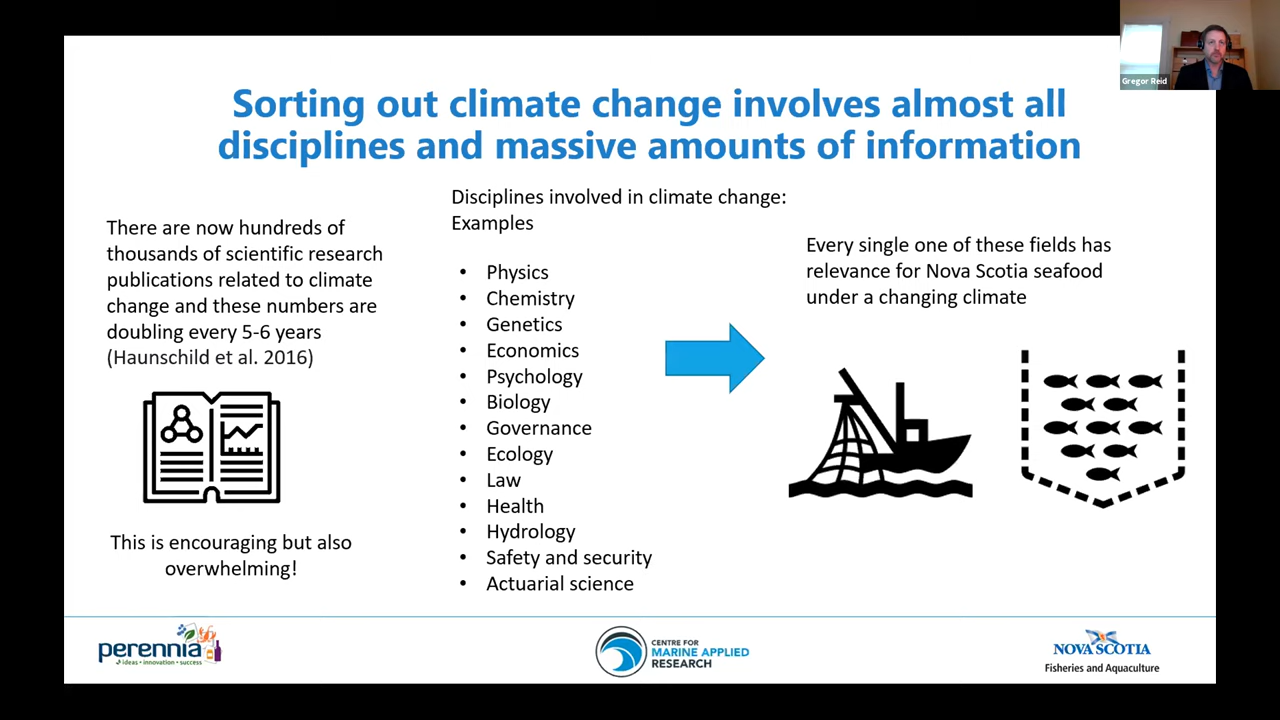 Gregor Reid
Sorting out climate change involves almost all
disciplines and massive amounts of information
There are now hundreds of
thousands of scientific research
publications related to climate
change and these numbers are
doubling every 5-6 years
(Haunschild et al. 2016)
This is encouraging but also
overwhelming!
Disciplines involved in climate change:
Examples
• Physics
• Chemistry
• Genetics
• Economics
• Psychology
• Biology
• Governance
• Ecology
• Law
• Health
• Hydrology
• Safety and security
• Actuarial science
Every single one of these fields has
relevance for Nova Scotia seafood
under a changing climate
perennia
ideas • innovation • success
CENTRE FOR
MARINE APPLIED
RESEARCH
NOVA SCOTIA
Fisheries and Aquaculture